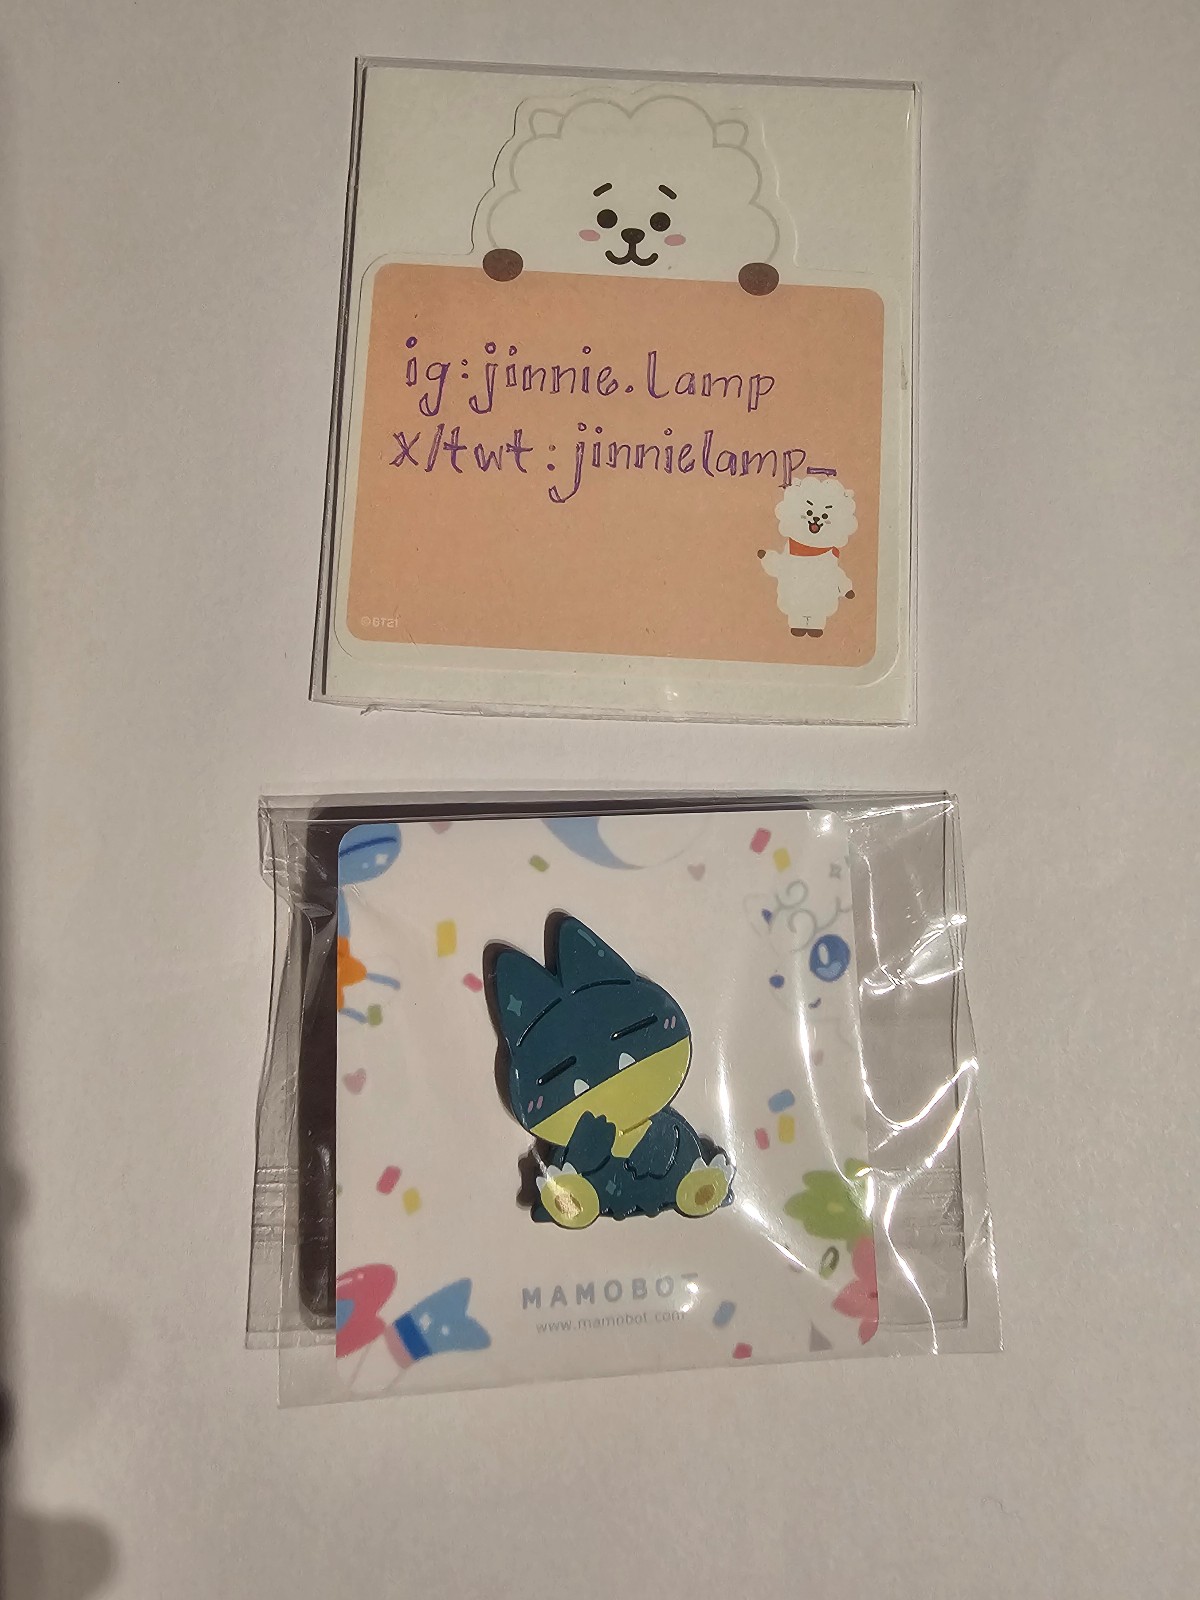 ig:jinnie.lamp
x/twt:jinnielamp_
©BT21
MAMOBOT
www.mamobot.com